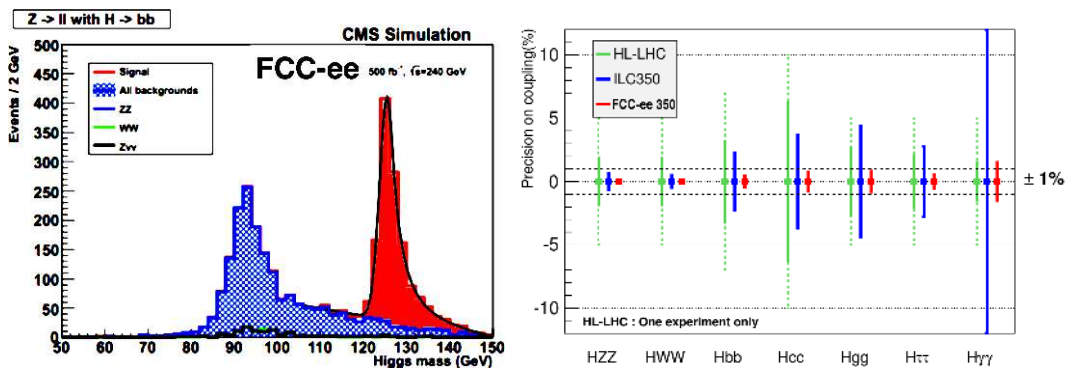 Z -> ll with H -> bb
CMS Simulation
FCC-ee 500 fb⁻¹, √s=240 GeV
Events / 2 GeV
500
450
400
350
300
250
200
150
100
50
0
Signal
All backgrounds
ZZ
WW
Zνν
50 60 70 80 90 100 110 120 130 140 150
Higgs mass (GeV)
Precision on coupling(%)
10
5
0
-5
-10
HL-LHC
ILC350
FCC-ee 350
± 1%
HL-LHC : One experiment only
HZZ HWW Hbb Hcc Hgg Hττ Hγγ